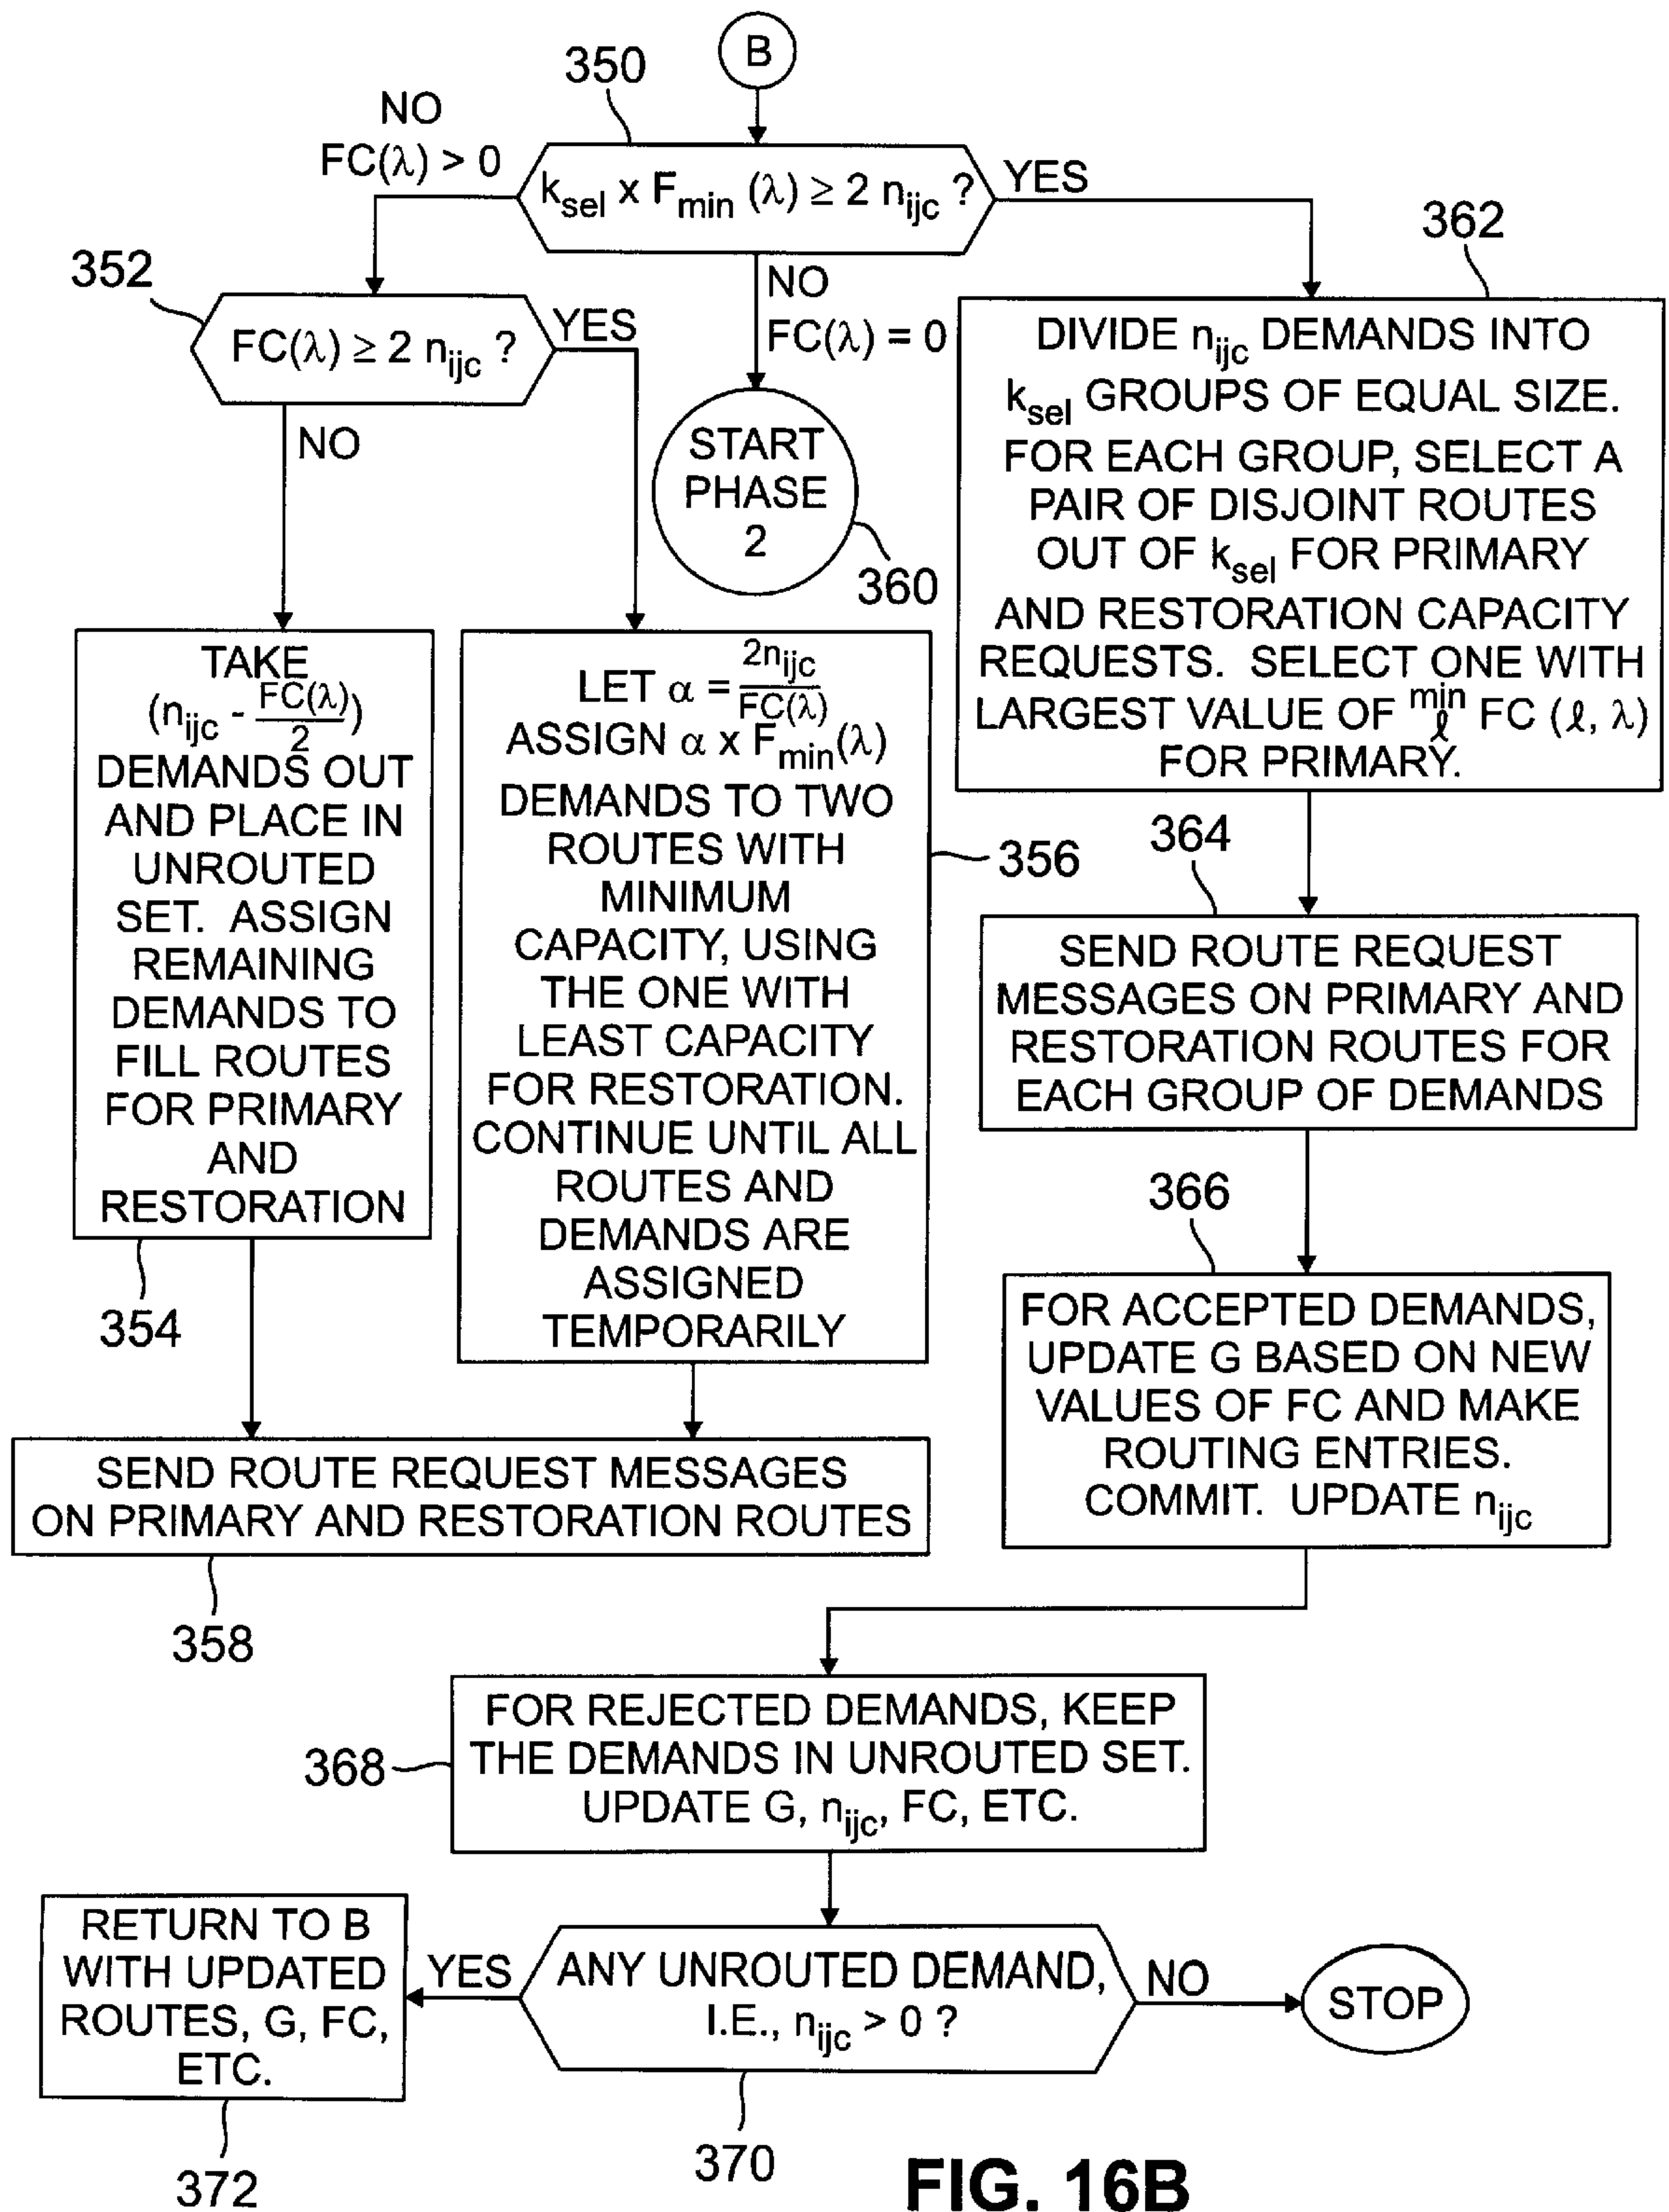 B
350
NO
FC(λ) > 0
k_sel x F_min (λ) ≥ 2 n_ijc ?
YES
362
352
FC(λ) ≥ 2 n_ijc ?
YES
NO
NO
FC(λ) = 0
START
PHASE
2
360
DIVIDE n_ijc DEMANDS INTO
k_sel GROUPS OF EQUAL SIZE.
FOR EACH GROUP, SELECT A
PAIR OF DISJOINT ROUTES
OUT OF k_sel FOR PRIMARY
AND RESTORATION CAPACITY
REQUESTS. SELECT ONE WITH
LARGEST VALUE OF min_ℓ FC (ℓ, λ)
FOR PRIMARY.
TAKE
(n_ijc - FC(λ)/2)
DEMANDS OUT
AND PLACE IN
UNROUTED
SET. ASSIGN
REMAINING
DEMANDS TO
FILL ROUTES
FOR PRIMARY
AND
RESTORATION
354
LET α = 2n_ijc/FC(λ)
ASSIGN α x F_min(λ)
DEMANDS TO TWO
ROUTES WITH
MINIMUM
CAPACITY, USING
THE ONE WITH
LEAST CAPACITY
FOR RESTORATION.
CONTINUE UNTIL ALL
ROUTES AND
DEMANDS ARE
ASSIGNED
TEMPORARILY
356
364
SEND ROUTE REQUEST
MESSAGES ON PRIMARY AND
RESTORATION ROUTES FOR
EACH GROUP OF DEMANDS
366
FOR ACCEPTED DEMANDS,
UPDATE G BASED ON NEW
VALUES OF FC AND MAKE
ROUTING ENTRIES.
COMMIT. UPDATE n_ijc
SEND ROUTE REQUEST MESSAGES
ON PRIMARY AND RESTORATION ROUTES
358
FOR REJECTED DEMANDS, KEEP
THE DEMANDS IN UNROUTED SET.
UPDATE G, n_ijc, FC, ETC.
368
RETURN TO B
WITH UPDATED
ROUTES, G, FC,
ETC.
372
YES
ANY UNROUTED DEMAND,
I.E., n_ijc > 0 ?
370
NO
STOP
FIG. 16B